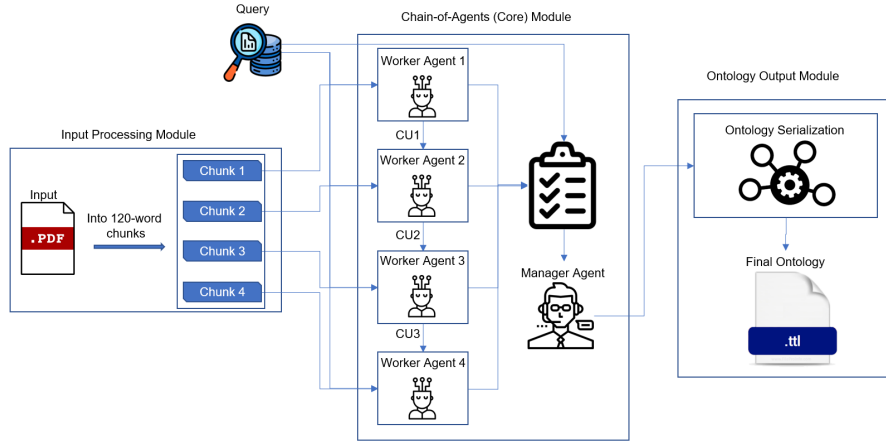 Query
Chain-of-Agents (Core) Module
Input Processing Module
Input
.PDF
Into 120-word
chunks
Chunk 1
Chunk 2
Chunk 3
Chunk 4
Worker Agent 1
CU1
Worker Agent 2
CU2
Worker Agent 3
CU3
Worker Agent 4
Manager Agent
Ontology Output Module
Ontology Serialization
Final Ontology
.ttl